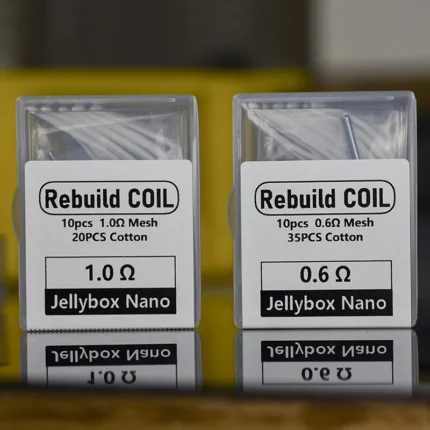 Rebuild COIL
10pcs 1.0Ω Mesh
20PCS Cotton
1.0 Ω
Jellybox Nano
Rebuild COIL
10pcs 0.6Ω Mesh
35PCS Cotton
0.6 Ω
Jellybox Nano